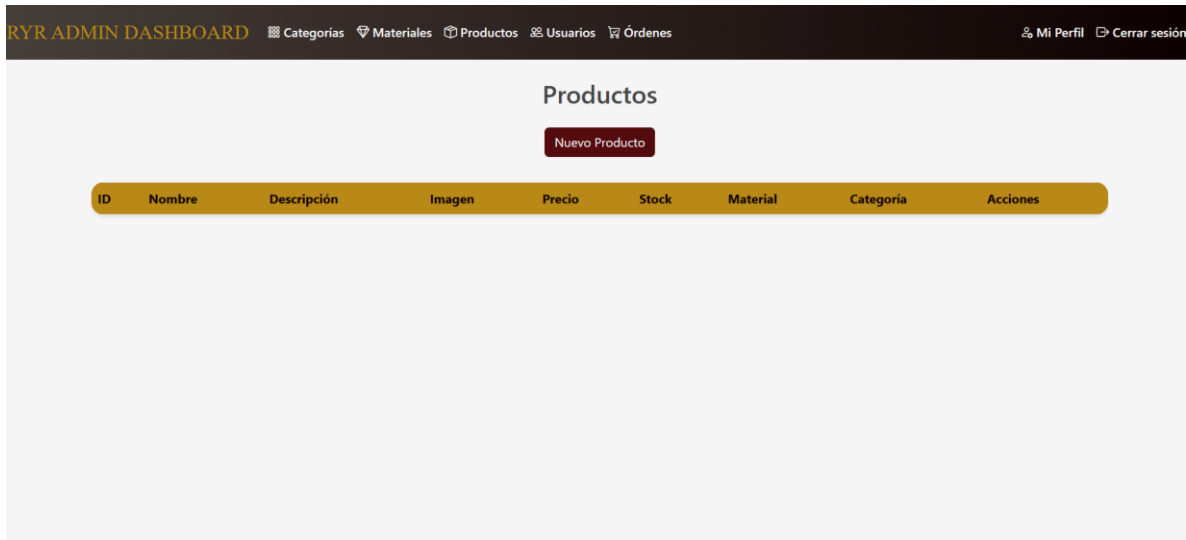 RYR ADMIN DASHBOARD Categorías Materiales Productos Usuarios Órdenes Mi Perfil Cerrar sesión
Productos
Nuevo Producto
ID Nombre Descripción Imagen Precio Stock Material Categoría Acciones